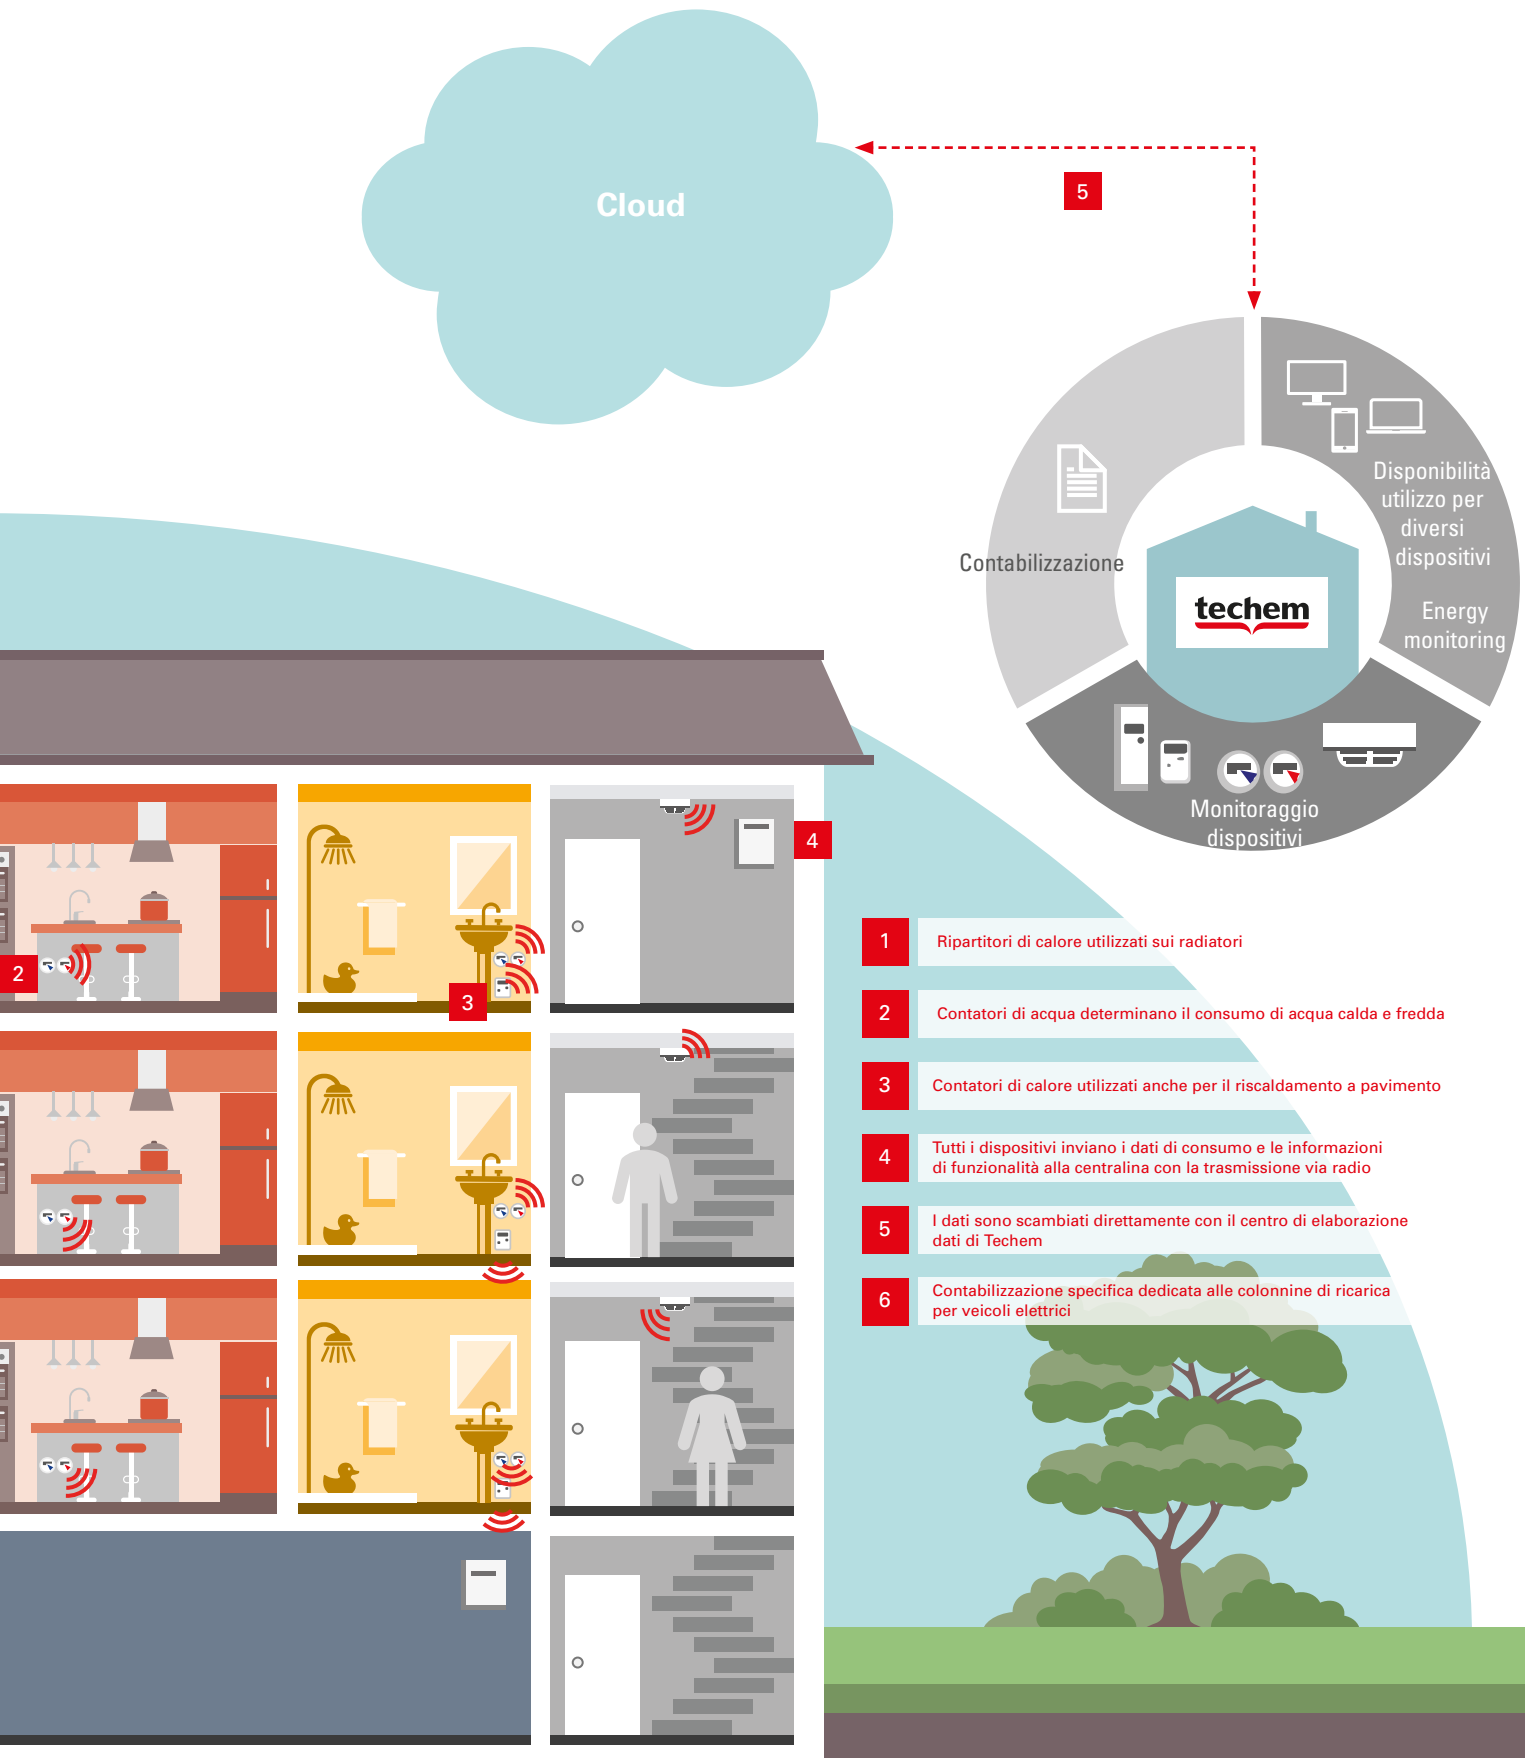 Cloud
5
Contabilizzazione
Disponibilità
utilizzo per
diversi
dispositivi
Energy
monitoring
techem
Monitoraggio
dispositivi
4
2
3
1 Ripartitori di calore utilizzati sui radiatori
2 Contatori di acqua determinano il consumo di acqua calda e fredda
3 Contatori di calore utilizzati anche per il riscaldamento a pavimento
4 Tutti i dispositivi inviano i dati di consumo e le informazioni
di funzionalità alla centralina con la trasmissione via radio
5 I dati sono scambiati direttamente con il centro di elaborazione
dati di Techem
6 Contabilizzazione specifica dedicata alle colonnine di ricarica
per veicoli elettrici